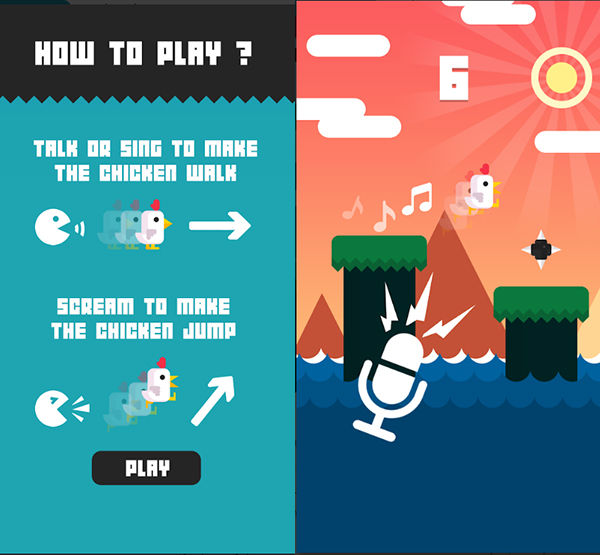 HOW TO PLAY ?
TALK OR SING TO MAKE
THE CHICKEN WALK
SCREAM TO MAKE
THE CHICKEN JUMP
PLAY
6